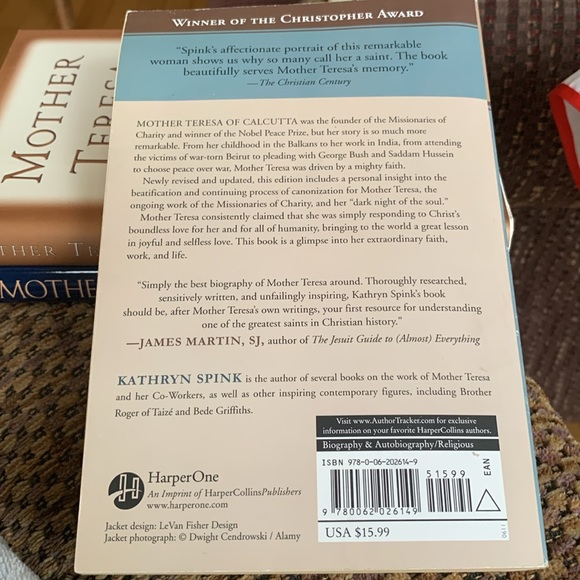 WINNER OF THE CHRISTOPHER AWARD
"Spink's affectionate portrait of this remarkable
woman shows us why so many call her a saint. The book
beautifully serves Mother Teresa's memory."
—The Christian Century
MOTHER TERESA OF CALCUTTA was the founder of the Missionaries of
Charity and winner of the Nobel Peace Prize, but her story is so much more
remarkable. From her childhood in the Balkans to her work in India, from attending
the victims of war-torn Beirut to pleading with George Bush and Saddam Hussein
to choose peace over war, Mother Teresa was driven by a mighty faith.
Newly revised and updated, this edition includes a personal insight into the
beatification and continuing process of canonization for Mother Teresa, the
ongoing work of the Missionaries of Charity, and her "dark night of the soul."
Mother Teresa consistently claimed that she was simply responding to Christ's
boundless love for her and for all of humanity, bringing to the world a great lesson
in joyful and selfless love. This book is a glimpse into her extraordinary faith,
work, and life.
"Simply the best biography of Mother Teresa around. Thoroughly researched,
sensitively written, and unfailingly inspiring, Kathryn Spink's book
should be, after Mother Teresa's own writings, your first resource for understanding
one of the greatest saints in Christian history."
—JAMES MARTIN, SJ, author of The Jesuit Guide to (Almost) Everything
KATHRYN SPINK is the author of several books on the work of Mother Teresa
and her Co-Workers, as well as other inspiring contemporary figures, including Brother
Roger of Taizé and Bede Griffiths.
Visit www.AuthorTracker.com for exclusive
information on your favorite HarperCollins authors.
Biography & Autobiography/Religious
ISBN 978-0-06-202614-9
51599
EAN
9 780062 026149
USA $15.99
0611
HarperOne
An Imprint of HarperCollinsPublishers
www.harperone.com
Jacket design: LeVan Fisher Design
Jacket photograph: © Dwight Cendrowski / Alamy
MOTHER
TERESA
THER TE
MOTHE